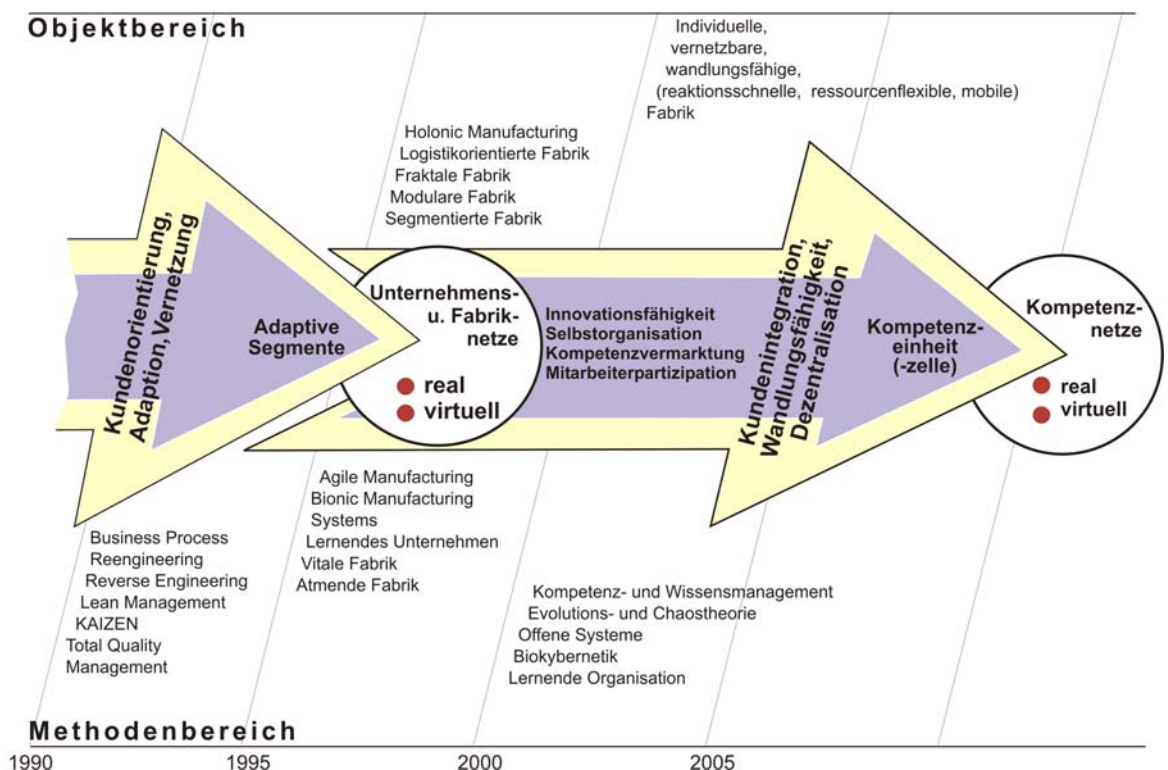 Objektbereich
Individuelle,
vernetzbare,
wandlungsfähige,
(reaktionsschnelle, ressourcenflexible, mobile)
Fabrik
Holonic Manufacturing
Logistikorientierte Fabrik
Fraktale Fabrik
Modulare Fabrik
Segmentierte Fabrik
Kundenorientierung,
Adaption, Vernetzung
Adaptive
Segmente
Unternehmens-
u. Fabrik-
netze
real
virtuell
Innovationsfähigkeit
Selbstorganisation
Kompetenzvermarktung
Mitarbeiterpartizipation
Kundenintegration,
Wandlungsfähigkeit,
Dezentralisation
Kompetenz-
einheit
(-zelle)
Kompetenz-
netze
real
virtuell
Agile Manufacturing
Bionic Manufacturing
Systems
Lernendes Unternehmen
Vitale Fabrik
Atmende Fabrik
Business Process
Reengineering
Reverse Engineering
Lean Management
KAIZEN
Total Quality
Management
Kompetenz- und Wissensmanagement
Evolutions- und Chaostheorie
Offene Systeme
Biokybernetik
Lernende Organisation
Methodenbereich
1990 1995 2000 2005